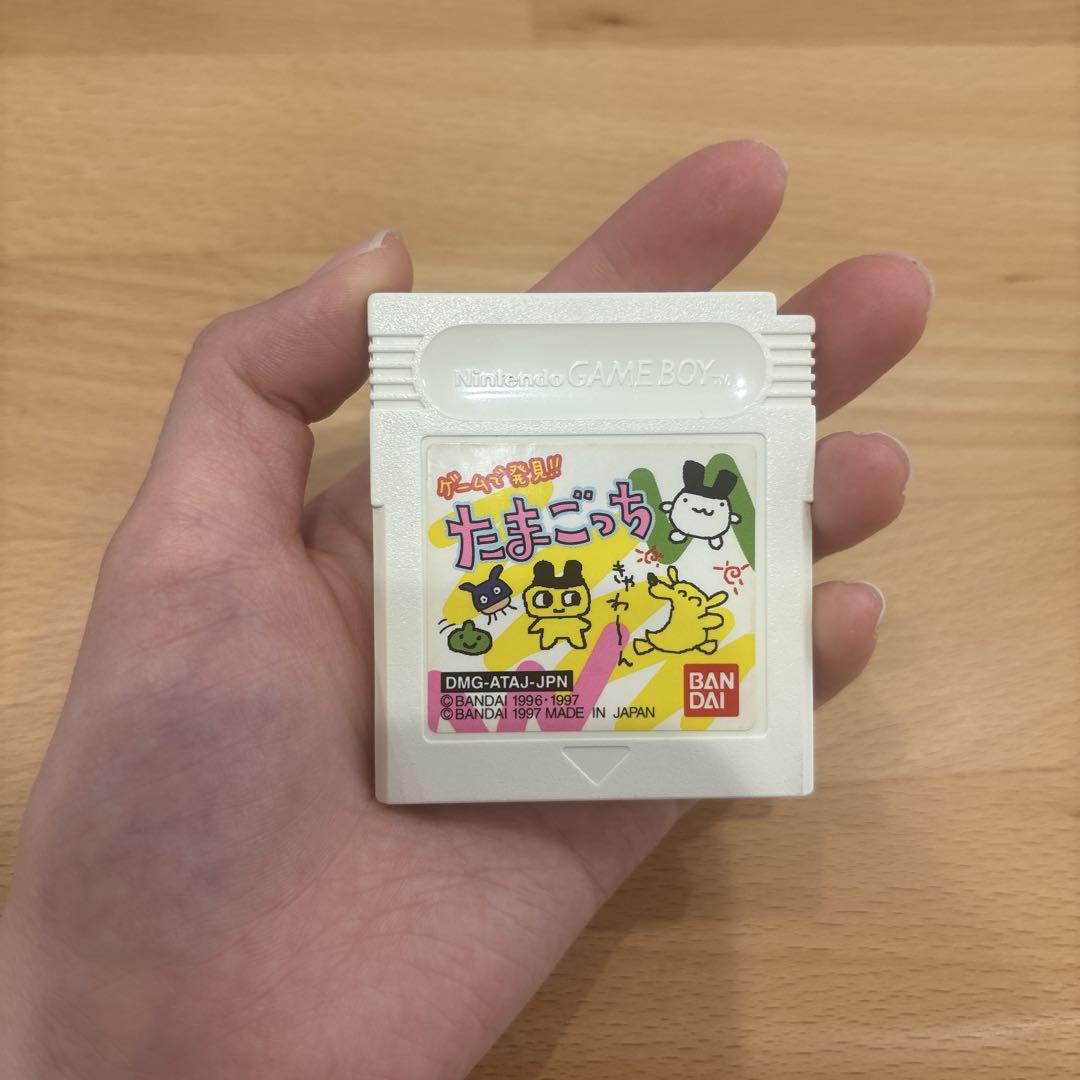 Nintendo GAME BOY TM
ゲームで発見!!
たまごっち
きゃわーん
DMG-ATAJ-JPN
©BANDAI 1996・1997
©BANDAI 1997 MADE IN JAPAN
BAN
DAI